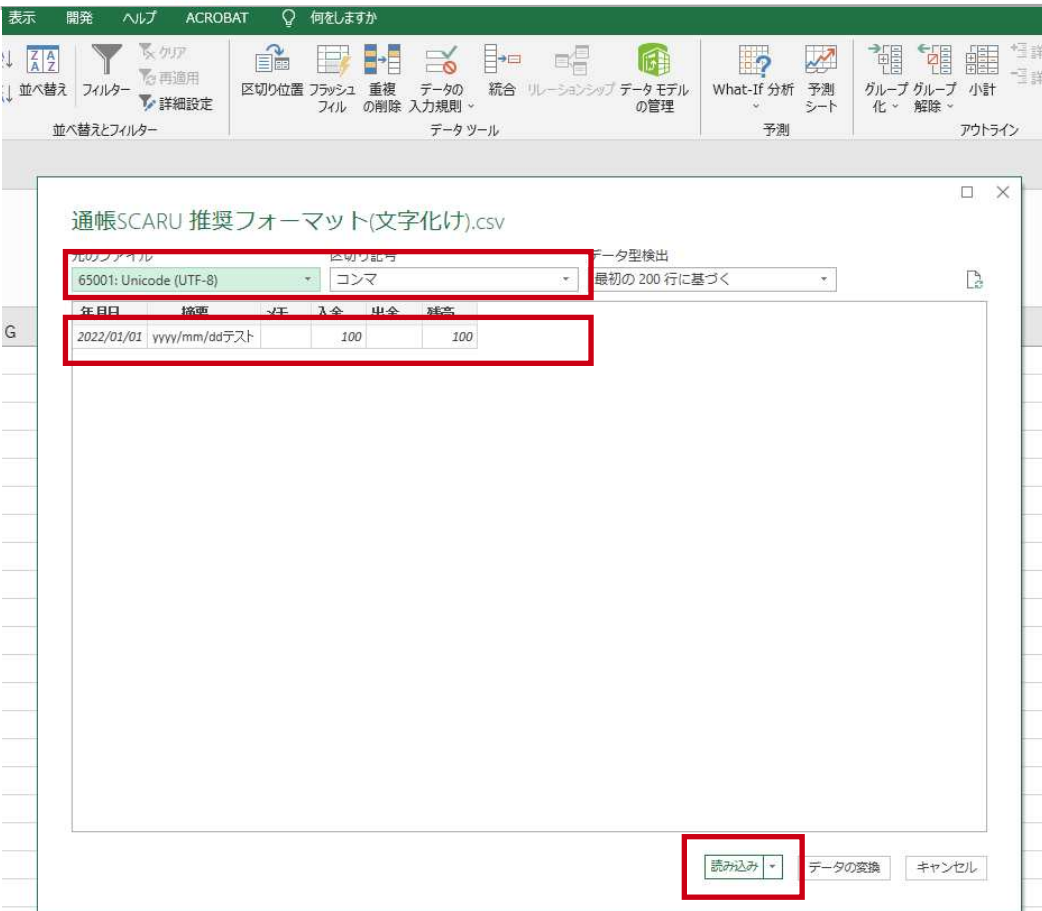 表示 開発 ヘルプ ACROBAT 何をしますか
クリア
再適用
詳細設定
並べ替え フィルター
区切り位置 フラッシュ フィル 重複 の削除 データの 入力規則 統合 リレーションシップ データ モデル の管理
What-If 分析 予測 シート
グループ化 グループ解除 小計
並べ替えとフィルター データ ツール 予測 アウトライン
通帳SCARU 推奨フォーマット(文字化け).csv
元のファイル 区切り記号 データ型検出
65001: Unicode (UTF-8) コンマ 最初の 200 行に基づく
G
年月日 摘要 メモ 入金 出金 残高
2022/01/01 yyyy/mm/ddテスト 100 100
読み込み データの変換 キャンセル